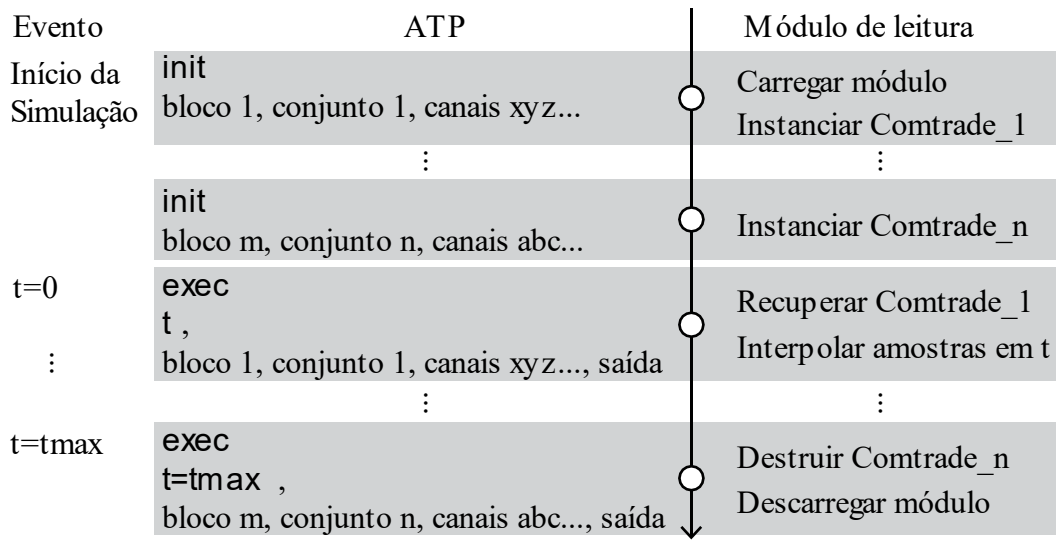 Evento ATP Módulo de leitura
Início da Simulação
init
bloco 1, conjunto 1, canais xyz...
Carregar módulo
Instanciar Comtrade_1
⋮ ⋮
init
bloco m, conjunto n, canais abc...
Instanciar Comtrade_n
t=0
⋮
exec
t ,
bloco 1, conjunto 1, canais xyz..., saída
Recuperar Comtrade_1
Interpolar amostras em t
⋮ ⋮
t=tmax
exec
t=tmax ,
bloco m, conjunto n, canais abc..., saída
Destruir Comtrade_n
Descarregar módulo